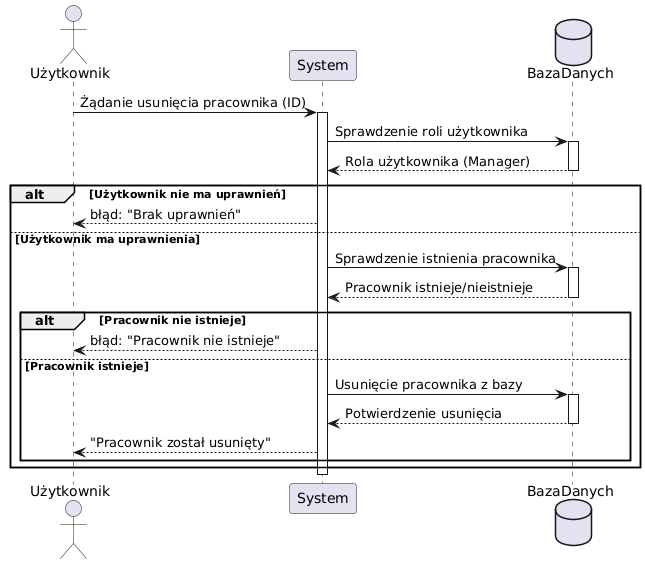 Użytkownik
System
BazaDanych
Żądanie usunięcia pracownika (ID)
Sprawdzenie roli użytkownika
Rola użytkownika (Manager)
alt [Użytkownik nie ma uprawnień]
błąd: "Brak uprawnień"
[Użytkownik ma uprawnienia]
Sprawdzenie istnienia pracownika
Pracownik istnieje/nieistnieje
alt [Pracownik nie istnieje]
błąd: "Pracownik nie istnieje"
[Pracownik istnieje]
Usunięcie pracownika z bazy
Potwierdzenie usunięcia
"Pracownik został usunięty"
Użytkownik
System
BazaDanych